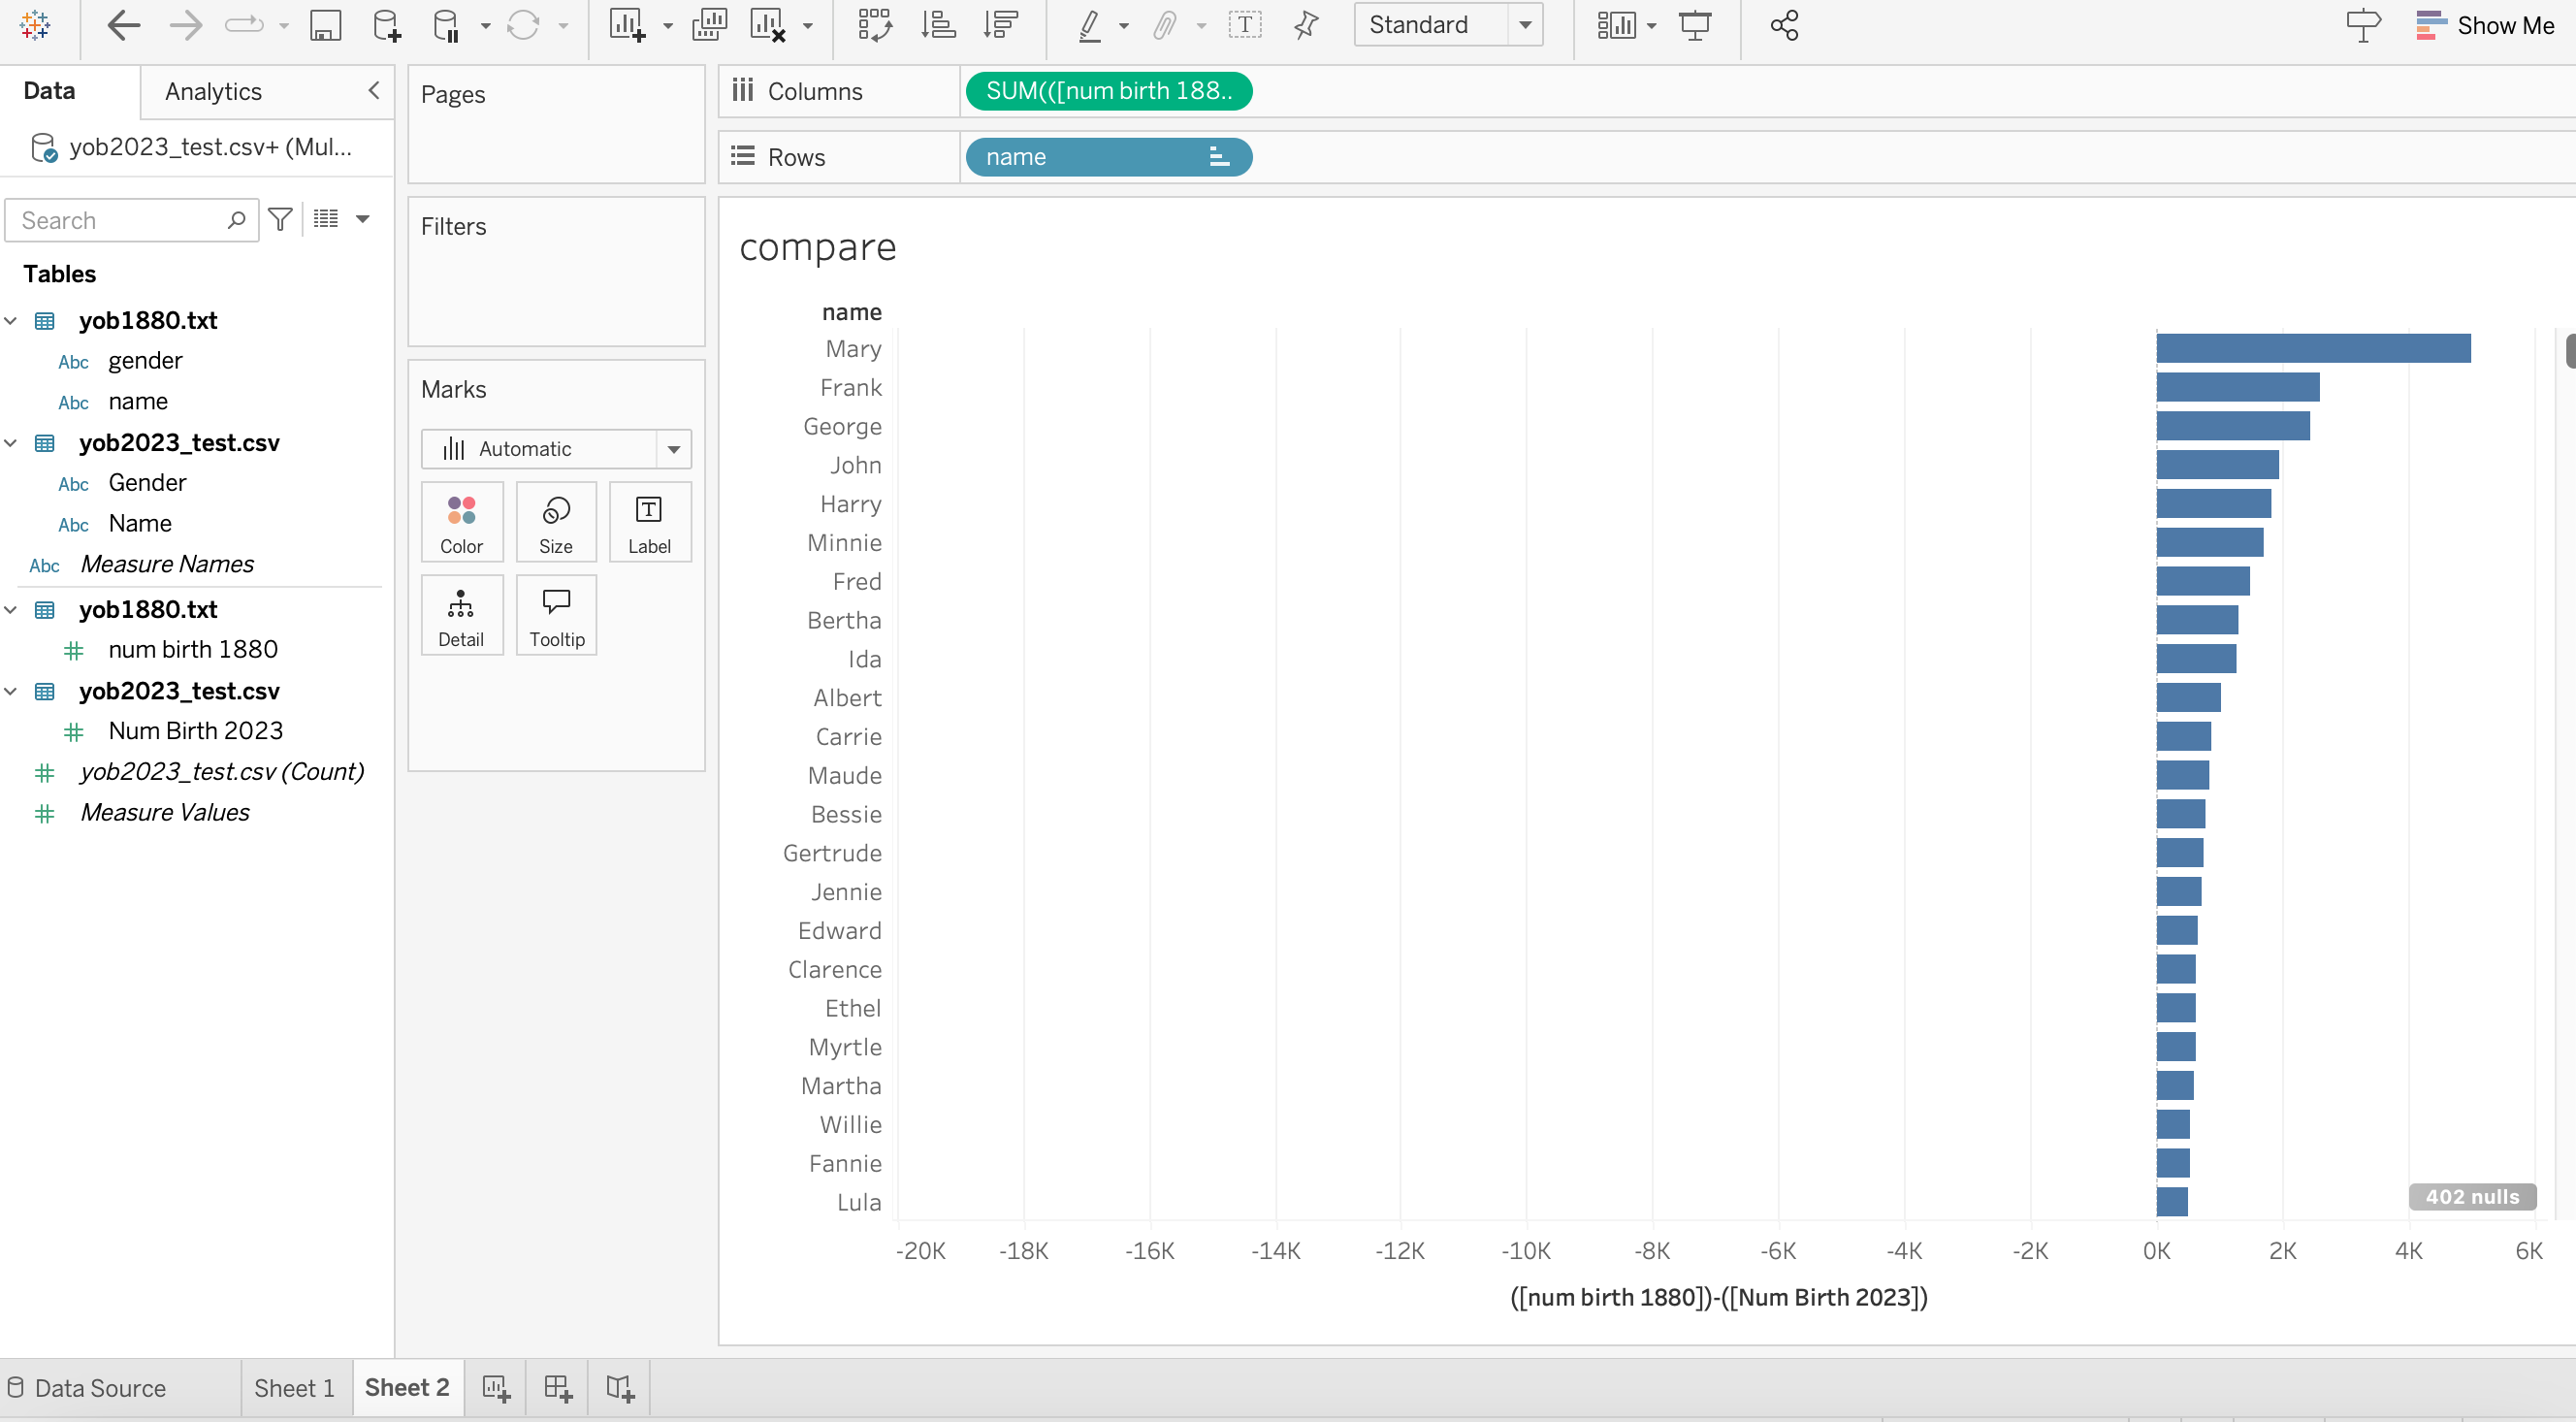 Standard
Show Me
Data
Analytics
yob2023_test.csv+ (Mul...
Search
Tables
yob1880.txt
Abc gender
Abc name
yob2023_test.csv
Abc Gender
Abc Name
Abc Measure Names
yob1880.txt
num birth 1880
yob2023_test.csv
Num Birth 2023
yob2023_test.csv (Count)
Measure Values
Pages
Filters
Marks
Automatic
Color
Size
Label
Detail
Tooltip
Columns
SUM(([num birth 188..
Rows
name
compare
name
Mary
Frank
George
John
Harry
Minnie
Fred
Bertha
Ida
Albert
Carrie
Maude
Bessie
Gertrude
Jennie
Edward
Clarence
Ethel
Myrtle
Martha
Willie
Fannie
Lula
402 nulls
-20K -18K -16K -14K -12K -10K -8K -6K -4K -2K 0K 2K 4K 6K
([num birth 1880])-([Num Birth 2023])
Data Source
Sheet 1
Sheet 2